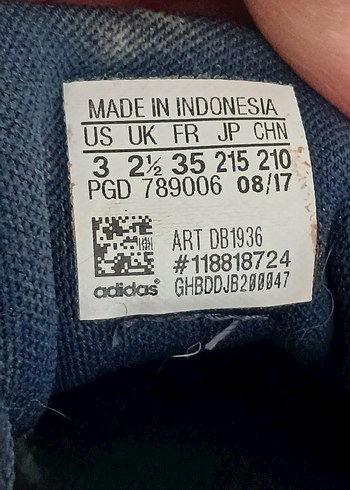 MADE IN INDONESIA
US UK FR JP CHN
3 2½ 35 215 210
PGD 789006 08/17
ART DB1936
#118818724
adidas® GHBDDJB200047